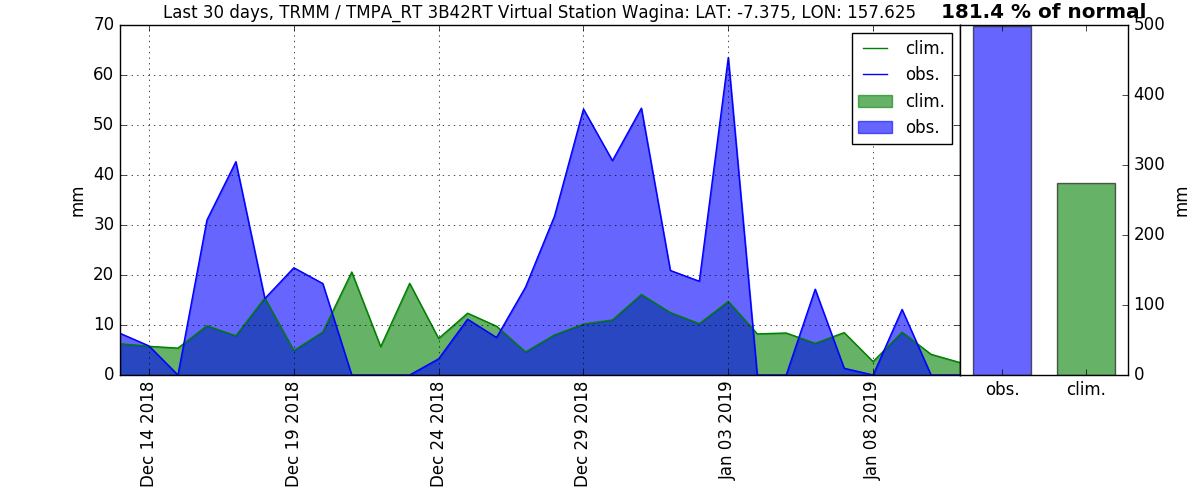 Last 30 days, TRMM / TMPA_RT 3B42RT Virtual Station Wagina: LAT: -7.375, LON: 157.625
181.4 % of normal
70
60
50
40
30
20
10
0
mm
clim.
obs.
clim.
obs.
Dec 14 2018
Dec 19 2018
Dec 24 2018
Dec 29 2018
Jan 03 2019
Jan 08 2019
500
400
300
200
100
0
mm
obs.
clim.